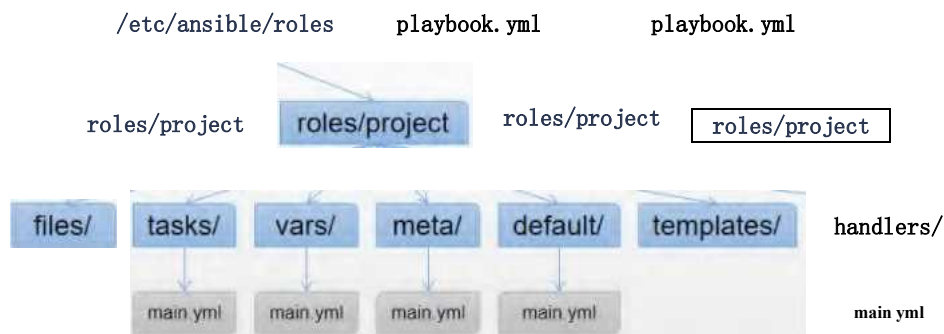 /etc/ansible/roles playbook.yml playbook.yml
roles/project roles/project roles/project roles/project
files/ tasks/ vars/ meta/ default/ templates/ handlers/
main.yml main.yml main.yml main.yml main yml